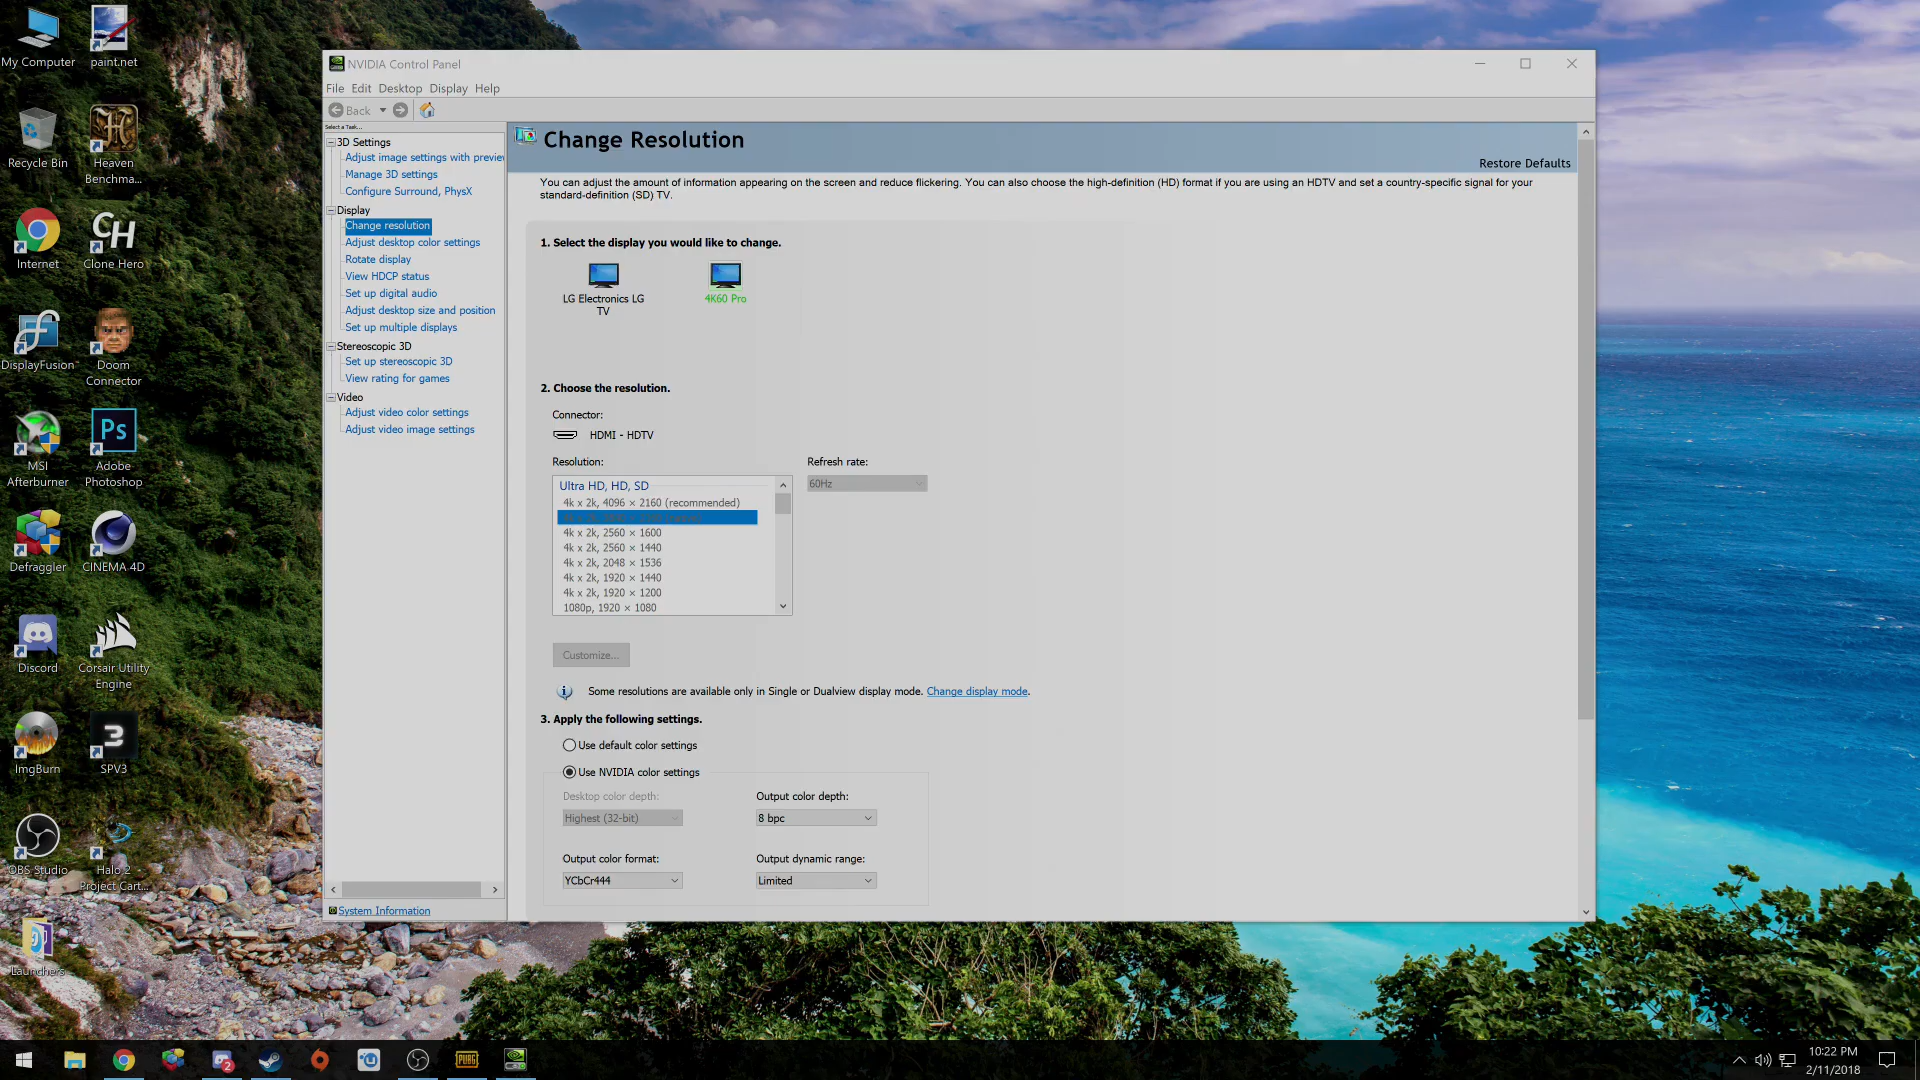 My Computer
paint.net
Recycle Bin
Heaven
Benchma...
Internet
CH
Clone Hero
DisplayFusion
Doom
Connector
MSI
Afterburner
Ps
Adobe
Photoshop
Defraggler
CINEMA 4D
Discord
Corsair Utility
Engine
ImgBurn
3
SPV3
OBS Studio
Halo 2
Project Cart...
Launchers
NVIDIA Control Panel
File Edit Desktop Display Help
Back
Select a Task...
3D Settings
Adjust image settings with preview
Manage 3D settings
Configure Surround, PhysX
Display
Change resolution
Adjust desktop color settings
Rotate display
View HDCP status
Set up digital audio
Adjust desktop size and position
Set up multiple displays
Stereoscopic 3D
Set up stereoscopic 3D
View rating for games
Video
Adjust video color settings
Adjust video image settings
System Information
Change Resolution
Restore Defaults
You can adjust the amount of information appearing on the screen and reduce flickering. You can also choose the high-definition (HD) format if you are using an HDTV and set a country-specific signal for your
standard-definition (SD) TV.
1. Select the display you would like to change.
LG Electronics LG
TV
4K60 Pro
2. Choose the resolution.
Connector:
HDMI - HDTV
Resolution:
Refresh rate:
60Hz
Ultra HD, HD, SD
4k x 2k, 4096 × 2160 (recommended)
4k x 2k, 2560 × 1600
4k x 2k, 2560 × 1440
4k x 2k, 2048 × 1536
4k x 2k, 1920 × 1440
4k x 2k, 1920 × 1200
1080p, 1920 × 1080
Customize...
Some resolutions are available only in Single or Dualview display mode. Change display mode.
3. Apply the following settings.
Use default color settings
Use NVIDIA color settings
Desktop color depth:
Output color depth:
Highest (32-bit)
8 bpc
Output color format:
Output dynamic range:
YCbCr444
Limited
2
PUBG
10:22 PM
2/11/2018